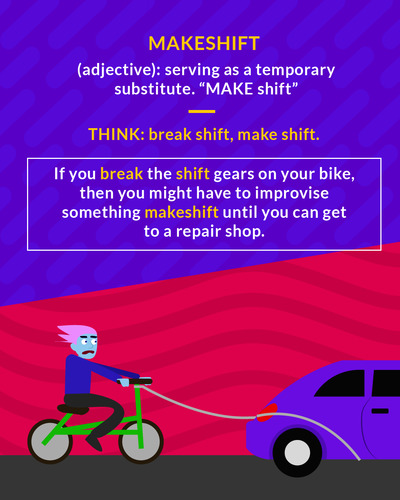 MAKESHIFT
(adjective): serving as a temporary
substitute. “MAKE shift”
THINK: break shift, make shift.
If you break the shift gears on your bike,
then you might have to improvise
something makeshift until you can get
to a repair shop.